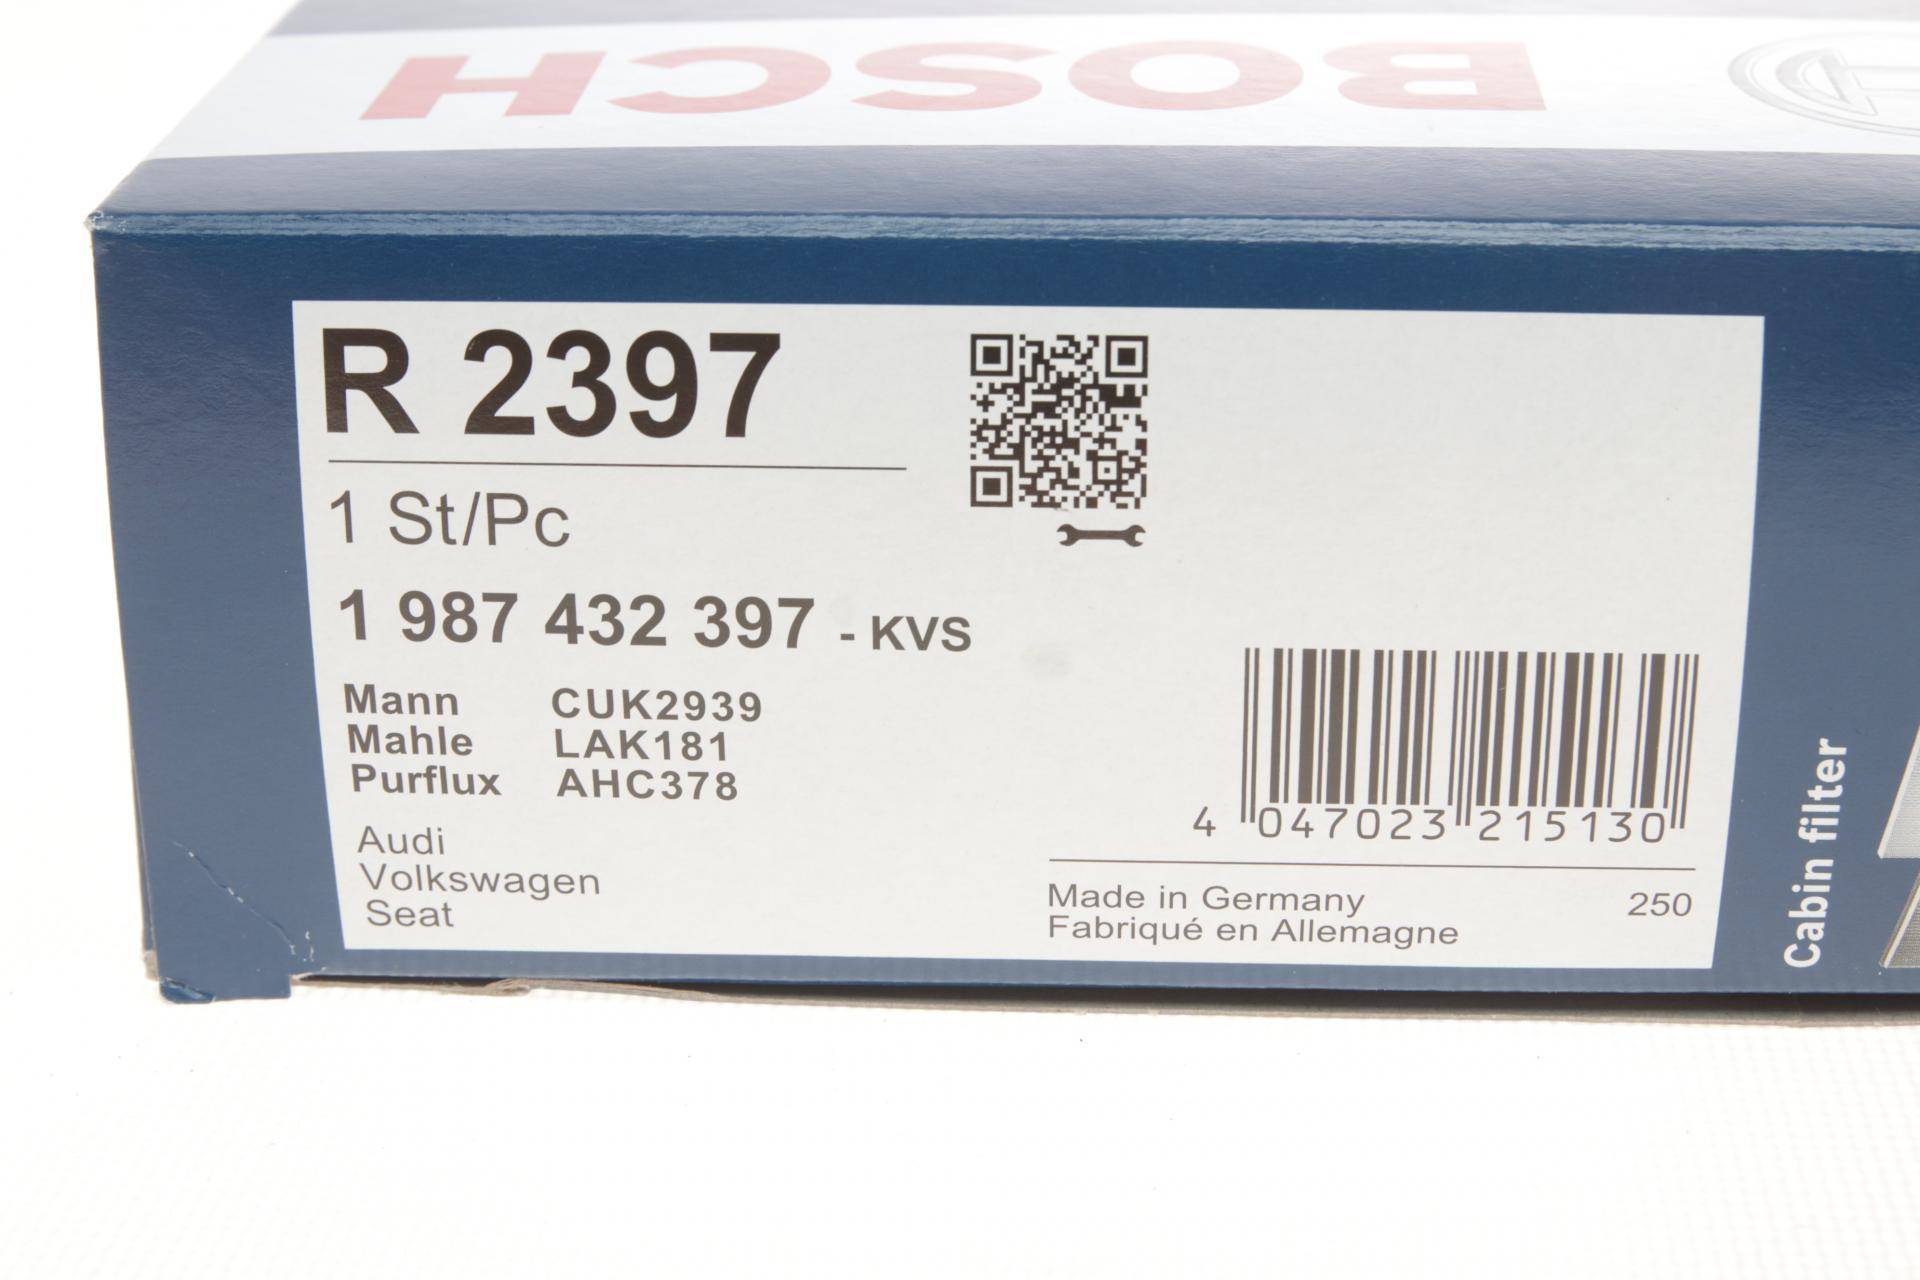 BOSCH
R 2397
1 St/Pc
1 987 432 397 - KVS
Mann CUK2939
Mahle LAK181
Purflux AHC378
Audi
Volkswagen
Seat
4 047023 215130
Made in Germany 250
Fabriqué en Allemagne
Cabin filter